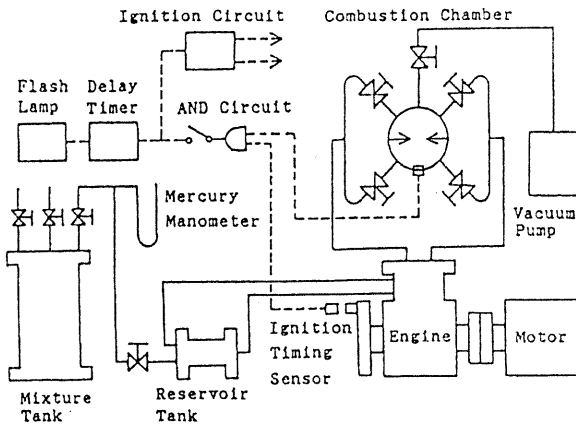 Ignition Circuit
Combustion Chamber
Flash
Lamp
Delay
Timer
AND Circuit
Mercury
Manometer
Vacuum
Pump
Ignition
Timing
Sensor
Engine
Motor
Mixture
Tank
Reservoir
Tank